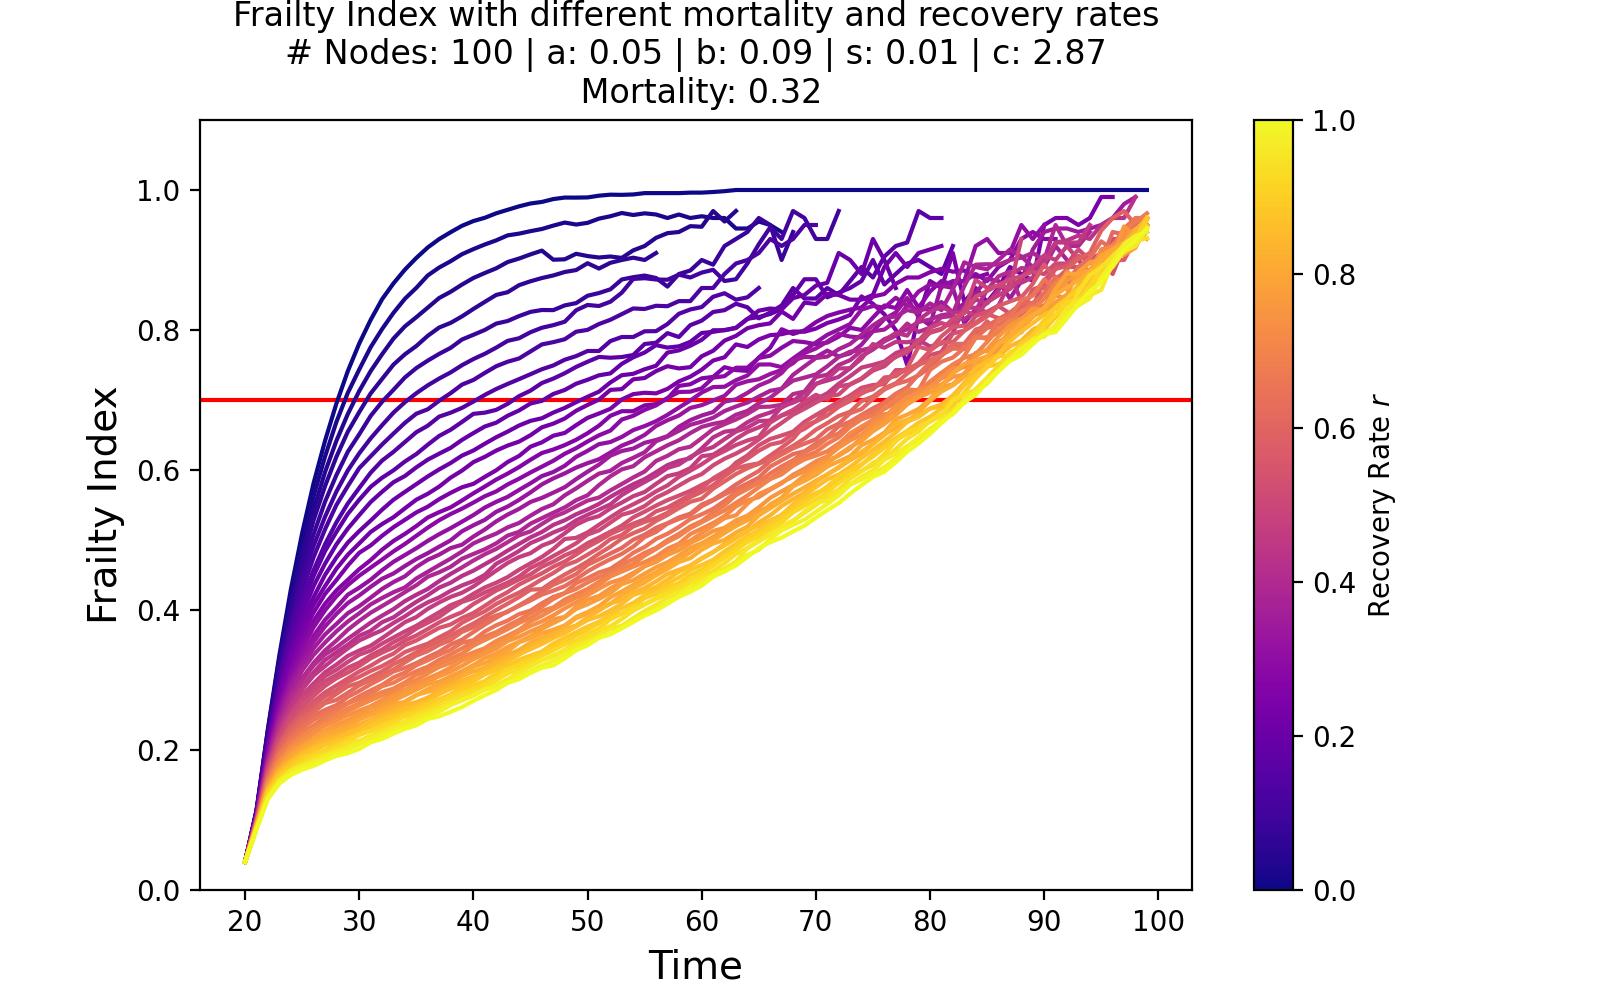 Frailty Index with different mortality and recovery rates
# Nodes: 100 | a: 0.05 | b: 0.09 | s: 0.01 | c: 2.87
Mortality: 0.32
1.0
0.8
0.6
0.4
0.2
0.0
Frailty Index
20 30 40 50 60 70 80 90 100
Time
1.0
0.8
0.6
0.4
0.2
0.0
Recovery Rate r